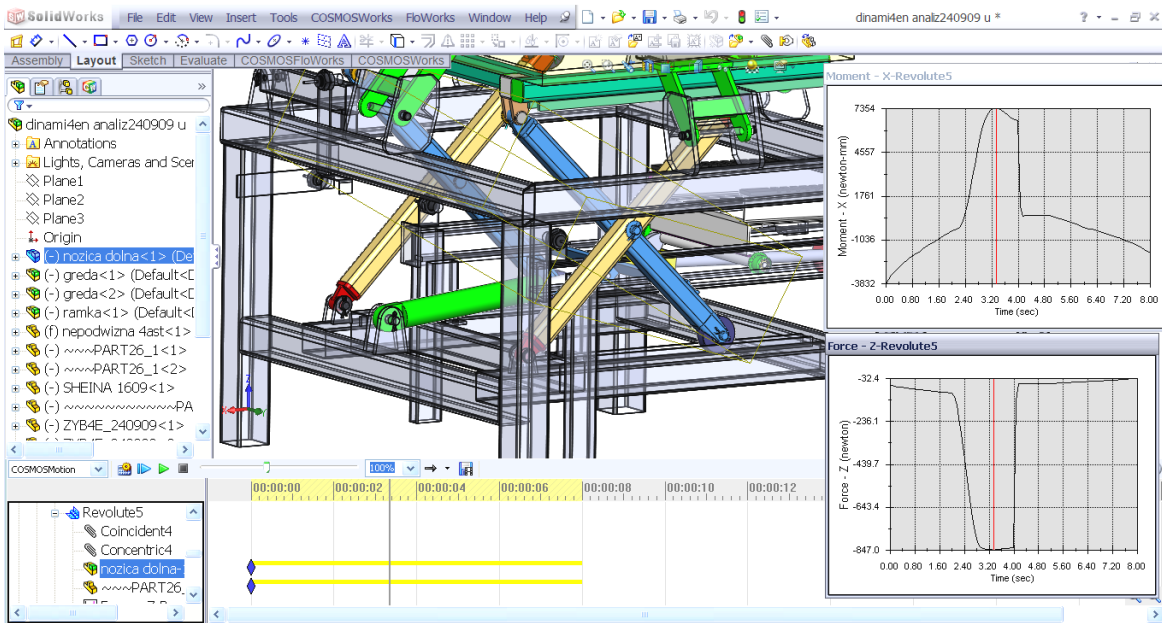 SolidWorks File Edit View Insert Tools COSMOSWorks FloWorks Window Help dinami4en analiz240909 u *
Assembly Layout Sketch Evaluate COSMOSFloWorks COSMOSWorks
dinami4en analiz240909 u
Annotations
Lights, Cameras and Scer
Plane1
Plane2
Plane3
Origin
(-) nozica dolna<1> (De
(-) greda<1> (Default<D
(-) greda<2> (Default<D
(-) ramka<1> (Default<
(f) nepodwizna 4ast<1>
(-) ~~~PART26_1<1>
(-) ~~~PART26_1<2>
(-) SHEINA 1609<1>
(-) ~~~~~~~~~~~~PA
(-) ZYB4E_240909<1>
Z
X
Y
Moment - X-Revolute5
Moment - X (newton-mm)
7354
4557
1761
-1036
-3832
0.00 0.80 1.60 2.40 3.20 4.00 4.80 5.60 6.40 7.20 8.00
Time (sec)
Force - Z-Revolute5
Force - Z (newton)
-32.4
-236.1
-439.7
-643.4
-847.0
0.00 0.80 1.60 2.40 3.20 4.00 4.80 5.60 6.40 7.20 8.00
Time (sec)
COSMOSMotion 100%
00:00:00 00:00:02 00:00:04 00:00:06 00:00:08 00:00:10 00:00:12
Revolute5
Coincident4
Concentric4
nozica dolna-
~~~PART26_